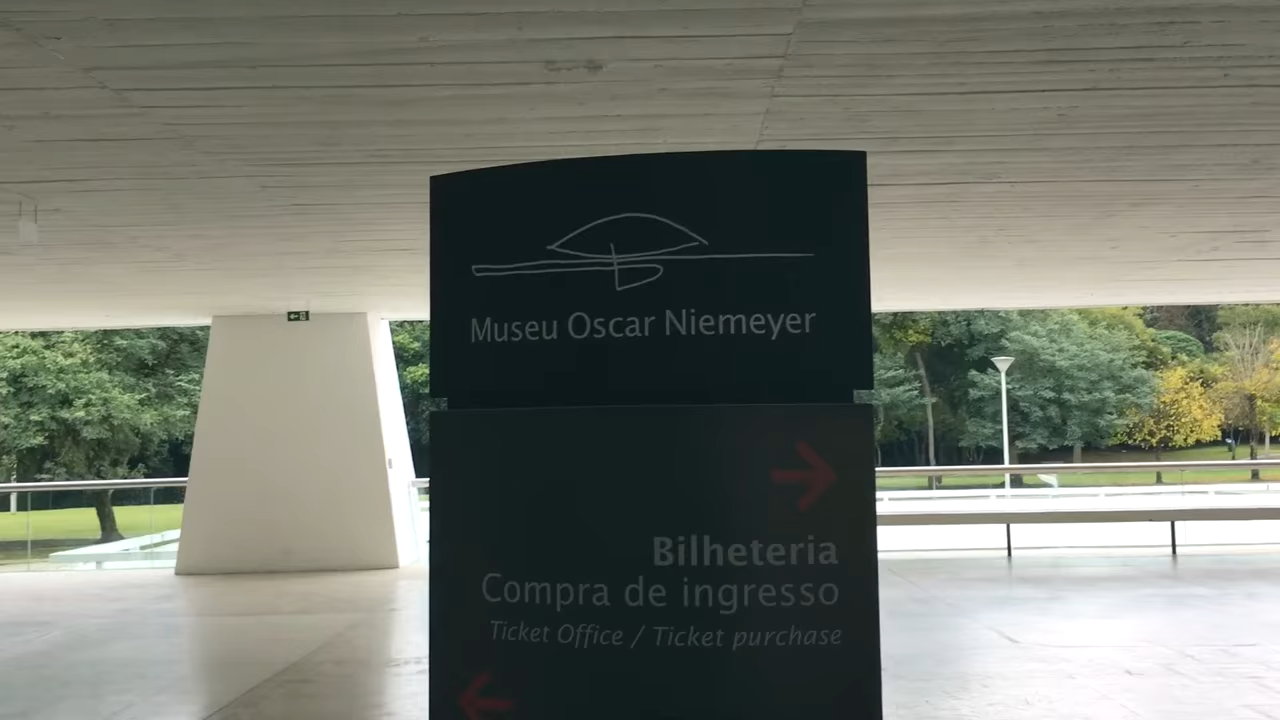 Museu Oscar Niemeyer
Bilheteria
Compra de ingresso
Ticket Office / Ticket purchase